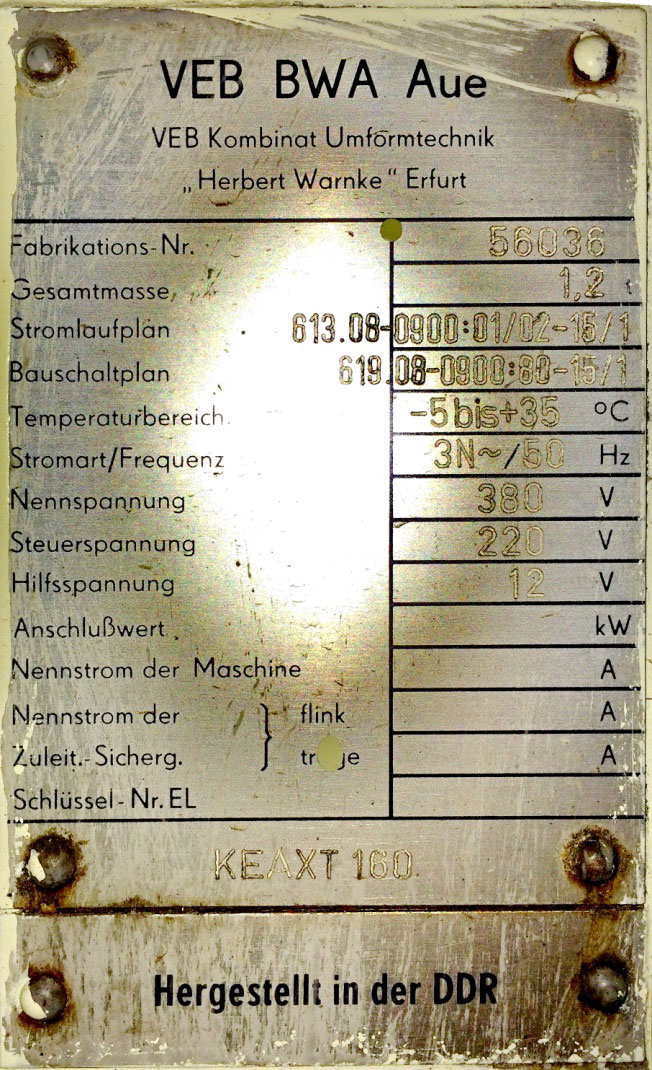 VEB BWA Aue
VEB Kombinat Umformtechnik
„Herbert Warnke“ Erfurt
Fabrikations-Nr. 56036
Gesamtmasse 1,2 t
Stromlaufplan 613.08-0900:01/02-15/1
Bauschaltplan 619.08-0900:80-15/1
Temperaturbereich -5bis+35 °C
Stromart/Frequenz 3N~/50 Hz
Nennspannung 380 V
Steuerspannung 220 V
Hilfsspannung 12 V
Anschlußwert kW
Nennstrom der Maschine A
Nennstrom der } flink A
Zuleit.-Sicherg. träge A
Schlüssel-Nr. EL
KEΛXT 160
Hergestellt in der DDR